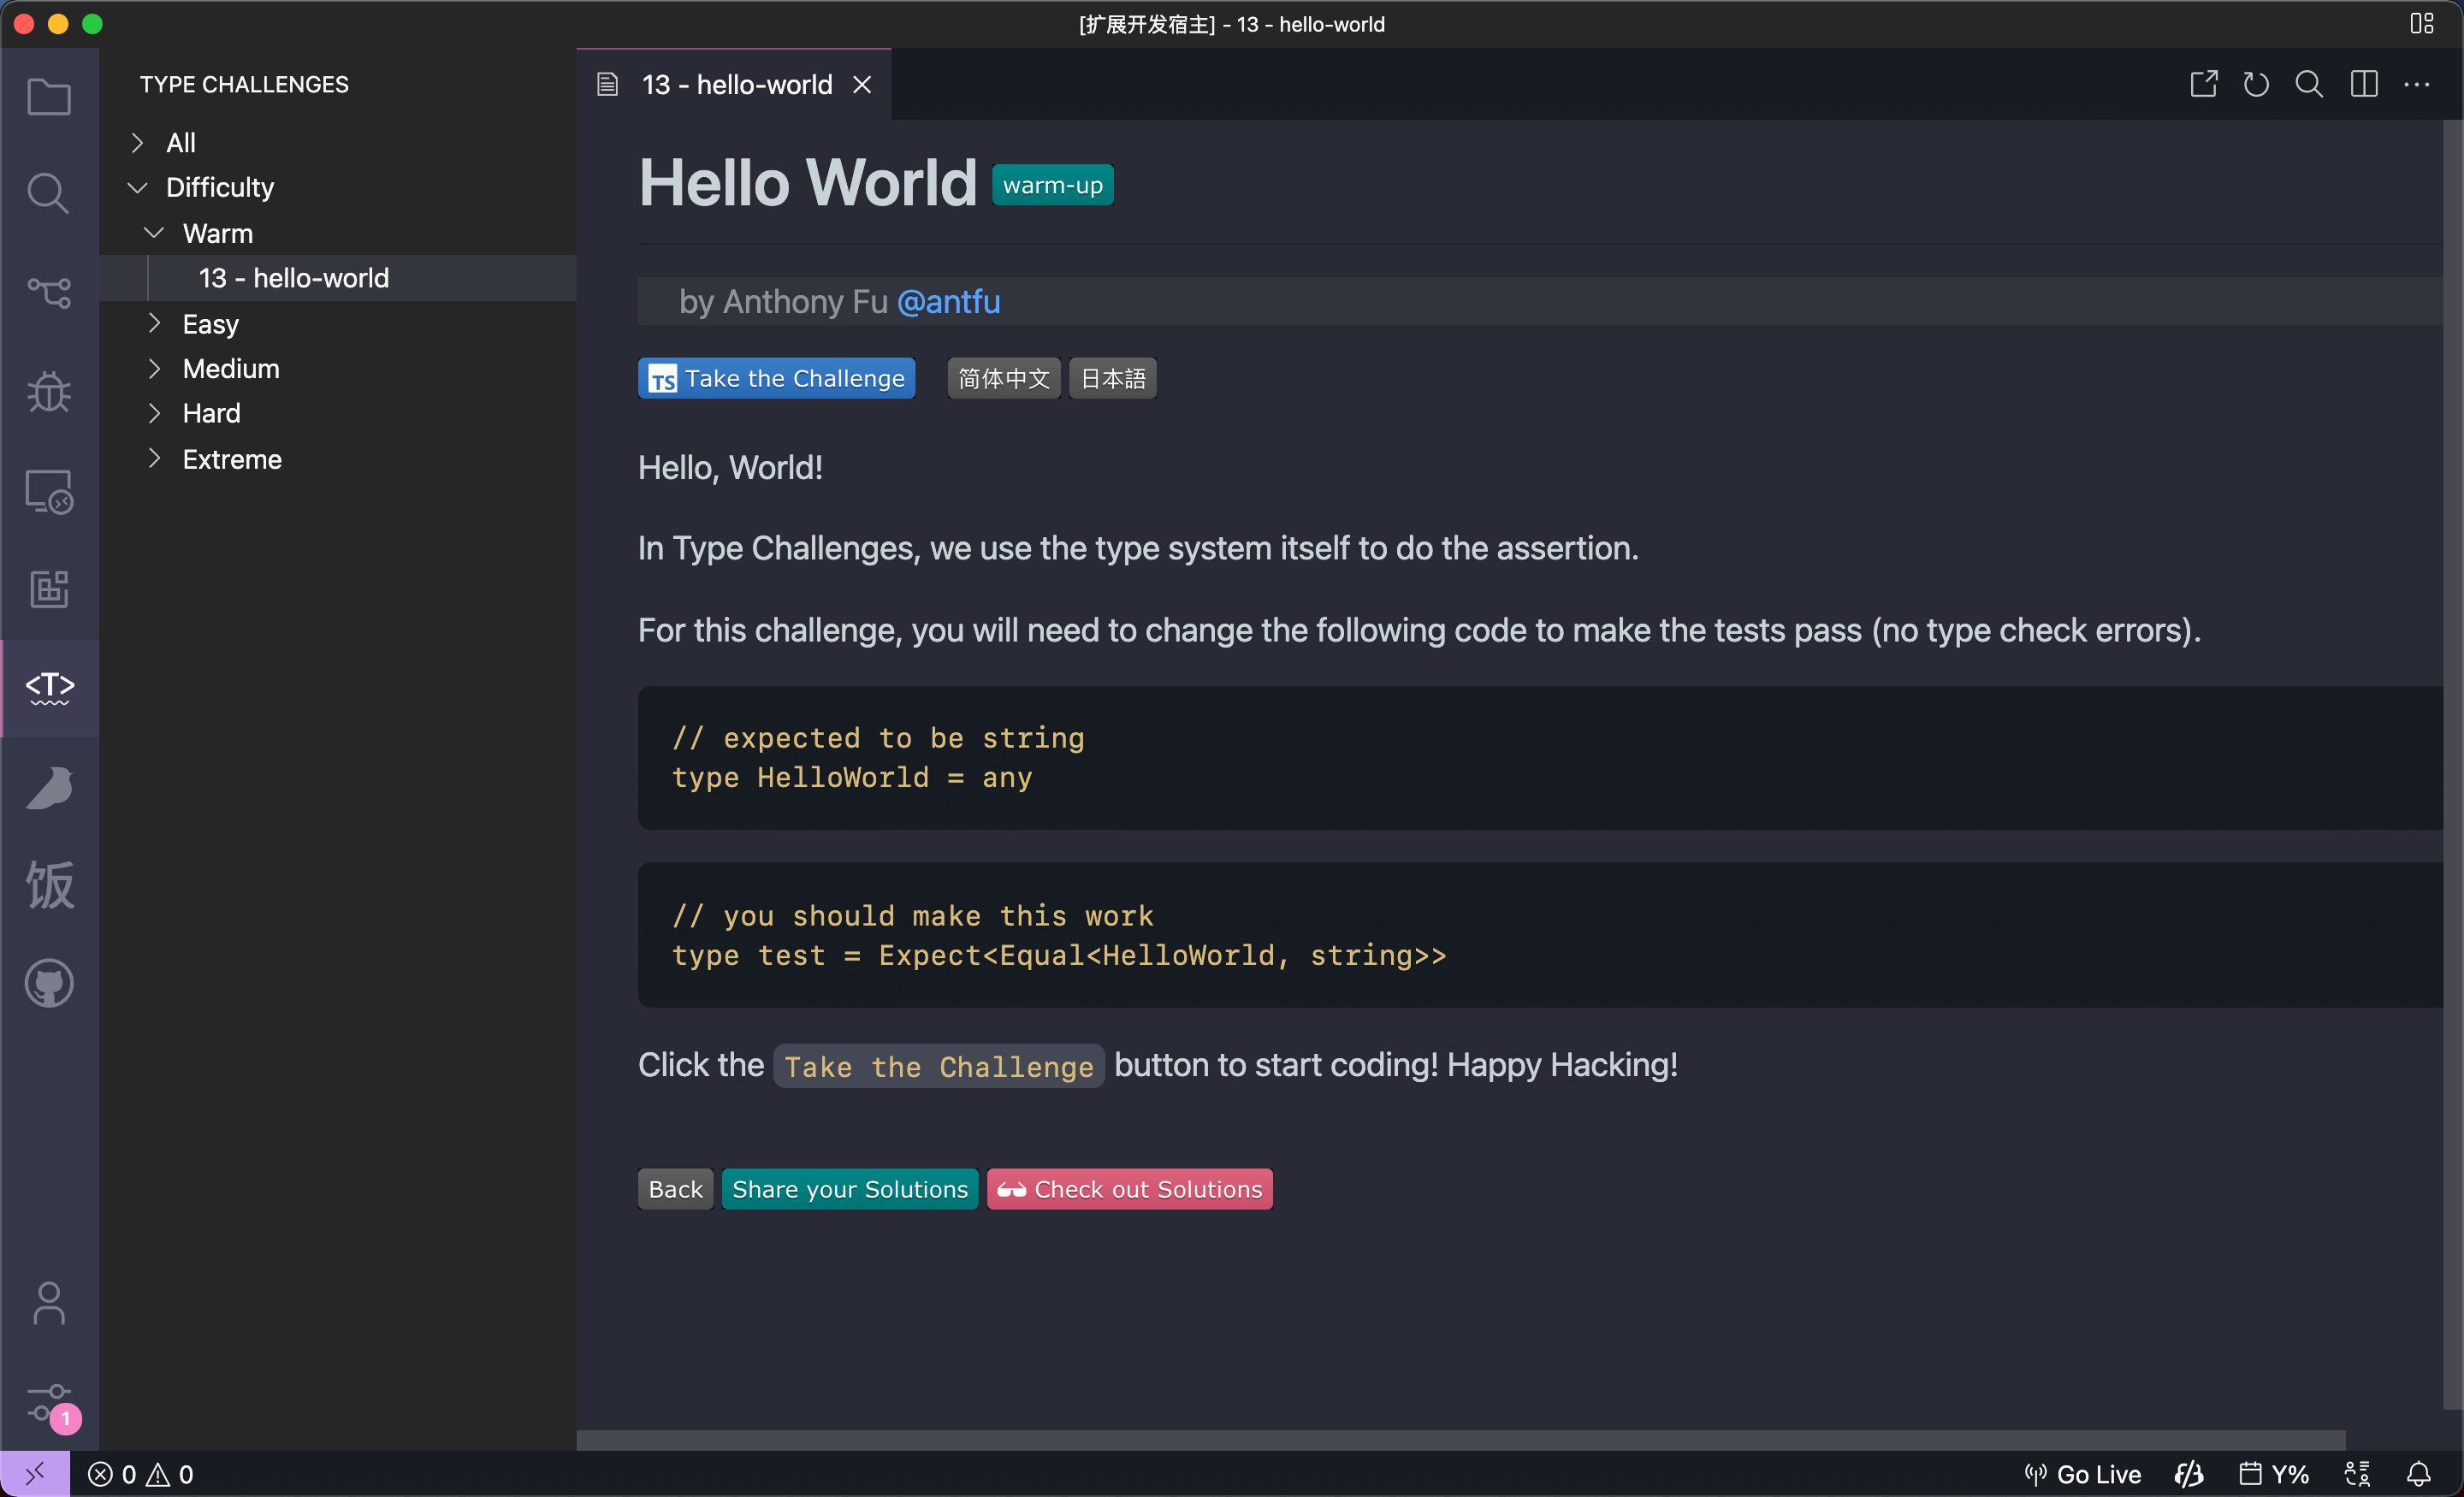 [扩展开发宿主] - 13 - hello-world
TYPE CHALLENGES
All
Difficulty
Warm
13 - hello-world
Easy
Medium
Hard
Extreme
<T>
饭
1
13 - hello-world
Hello World warm-up
by Anthony Fu @antfu
TS Take the Challenge 简体中文 日本語
Hello, World!
In Type Challenges, we use the type system itself to do the assertion.
For this challenge, you will need to change the following code to make the tests pass (no type check errors).
// expected to be string
type HelloWorld = any
// you should make this work
type test = Expect<Equal<HelloWorld, string>>
Click the Take the Challenge button to start coding! Happy Hacking!
Back Share your Solutions Check out Solutions
0 0 Go Live Y%